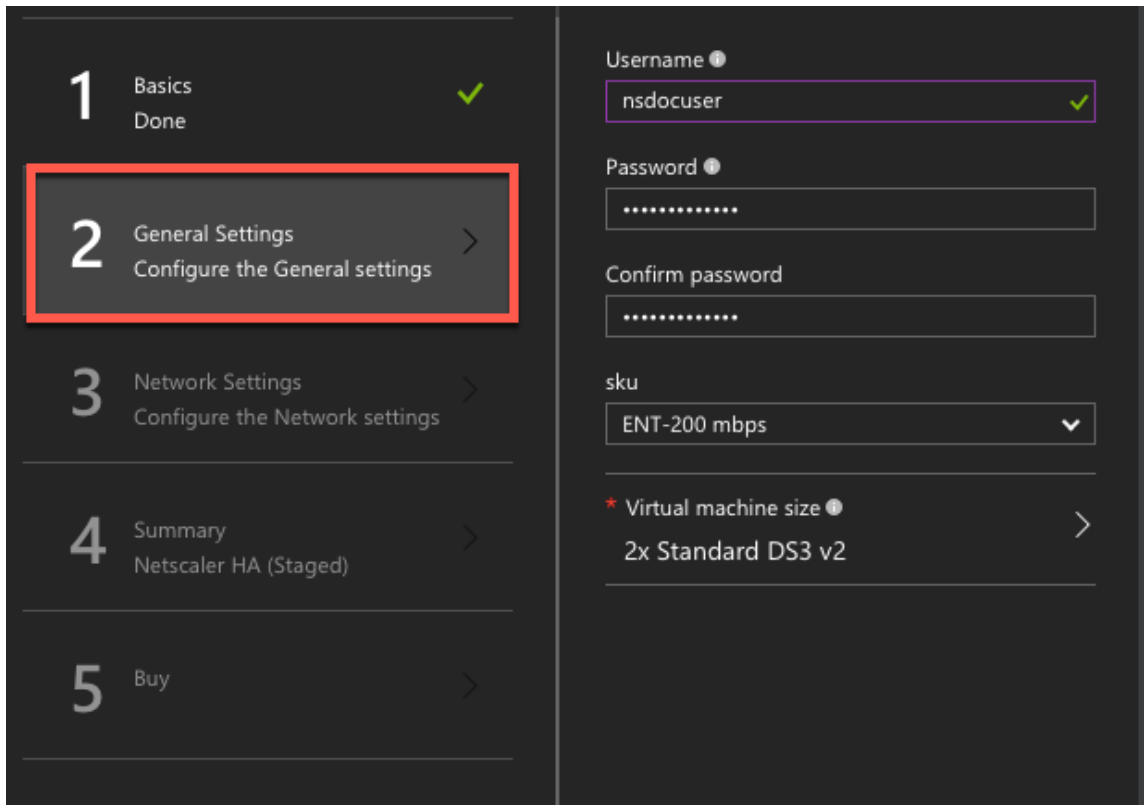 1
Basics
Done
2
General Settings
Configure the General settings
3
Network Settings
Configure the Network settings
4
Summary
Netscaler HA (Staged)
5
Buy
Username
nsdocuser
Password
•••••••••••••
Confirm password
•••••••••••••
sku
ENT-200 mbps
* Virtual machine size
2x Standard DS3 v2